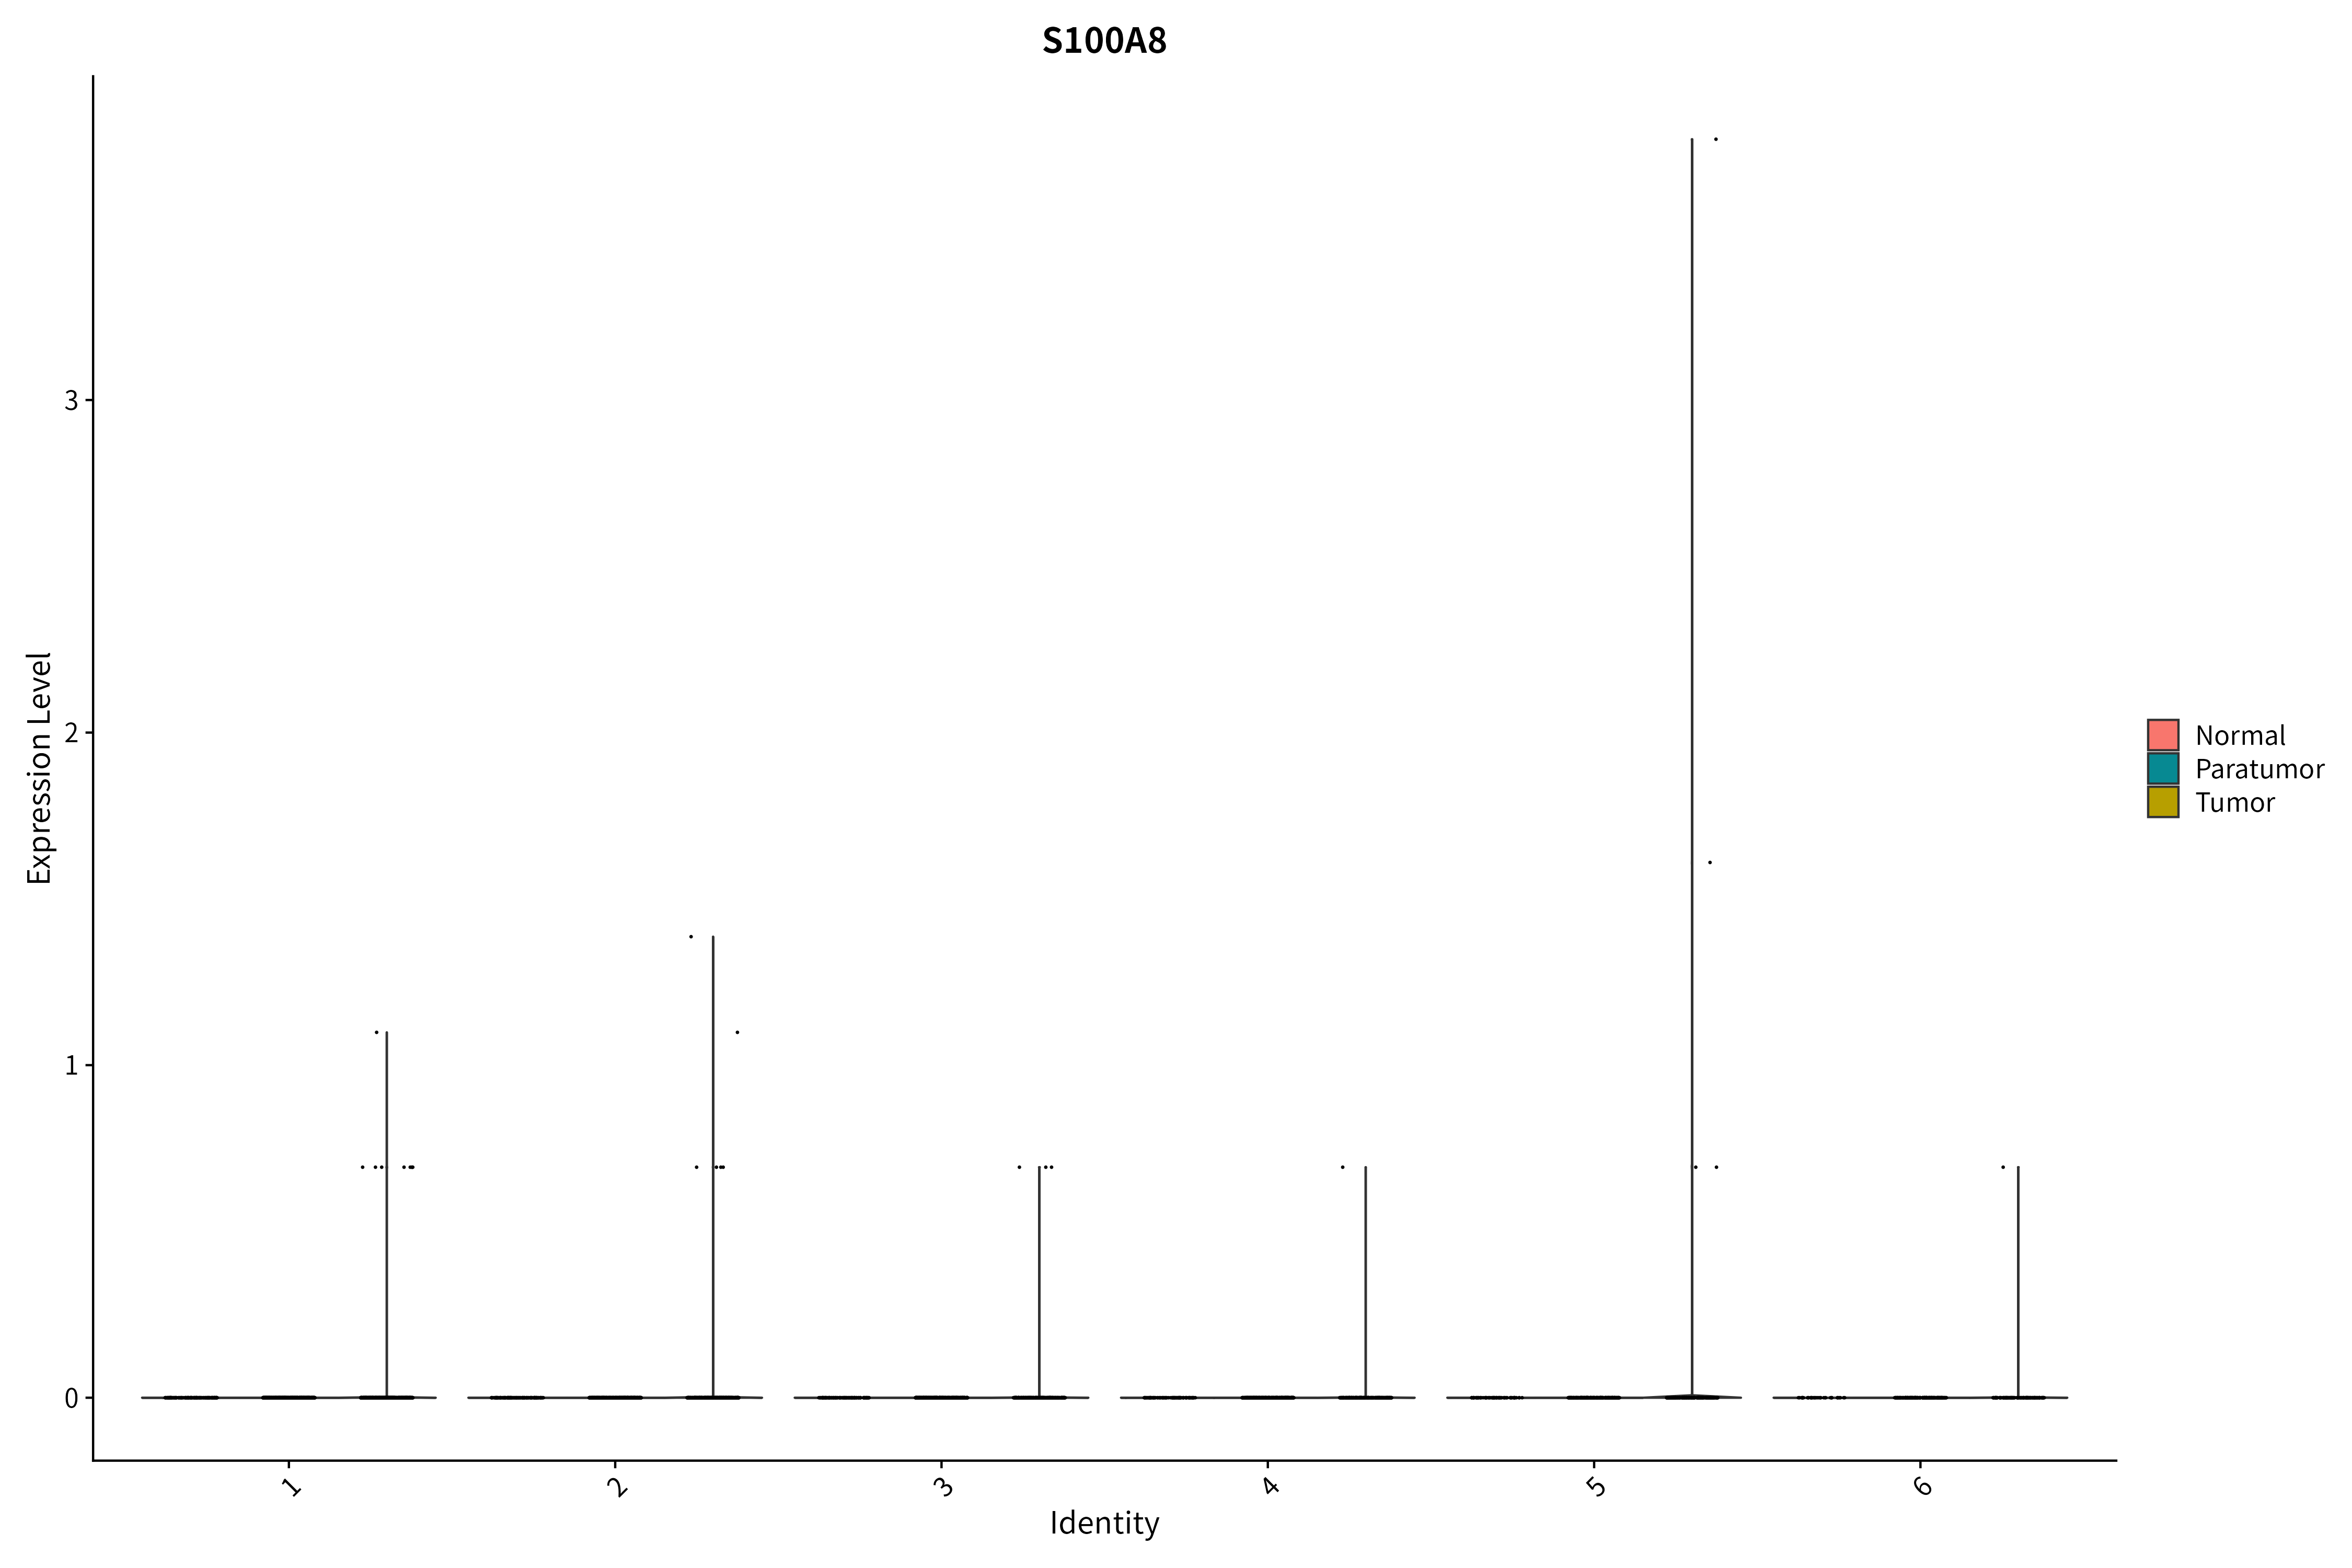 S100A8
Expression Level
3
2
1
0
1
2
3
4
5
6
Identity
Normal
Paratumor
Tumor